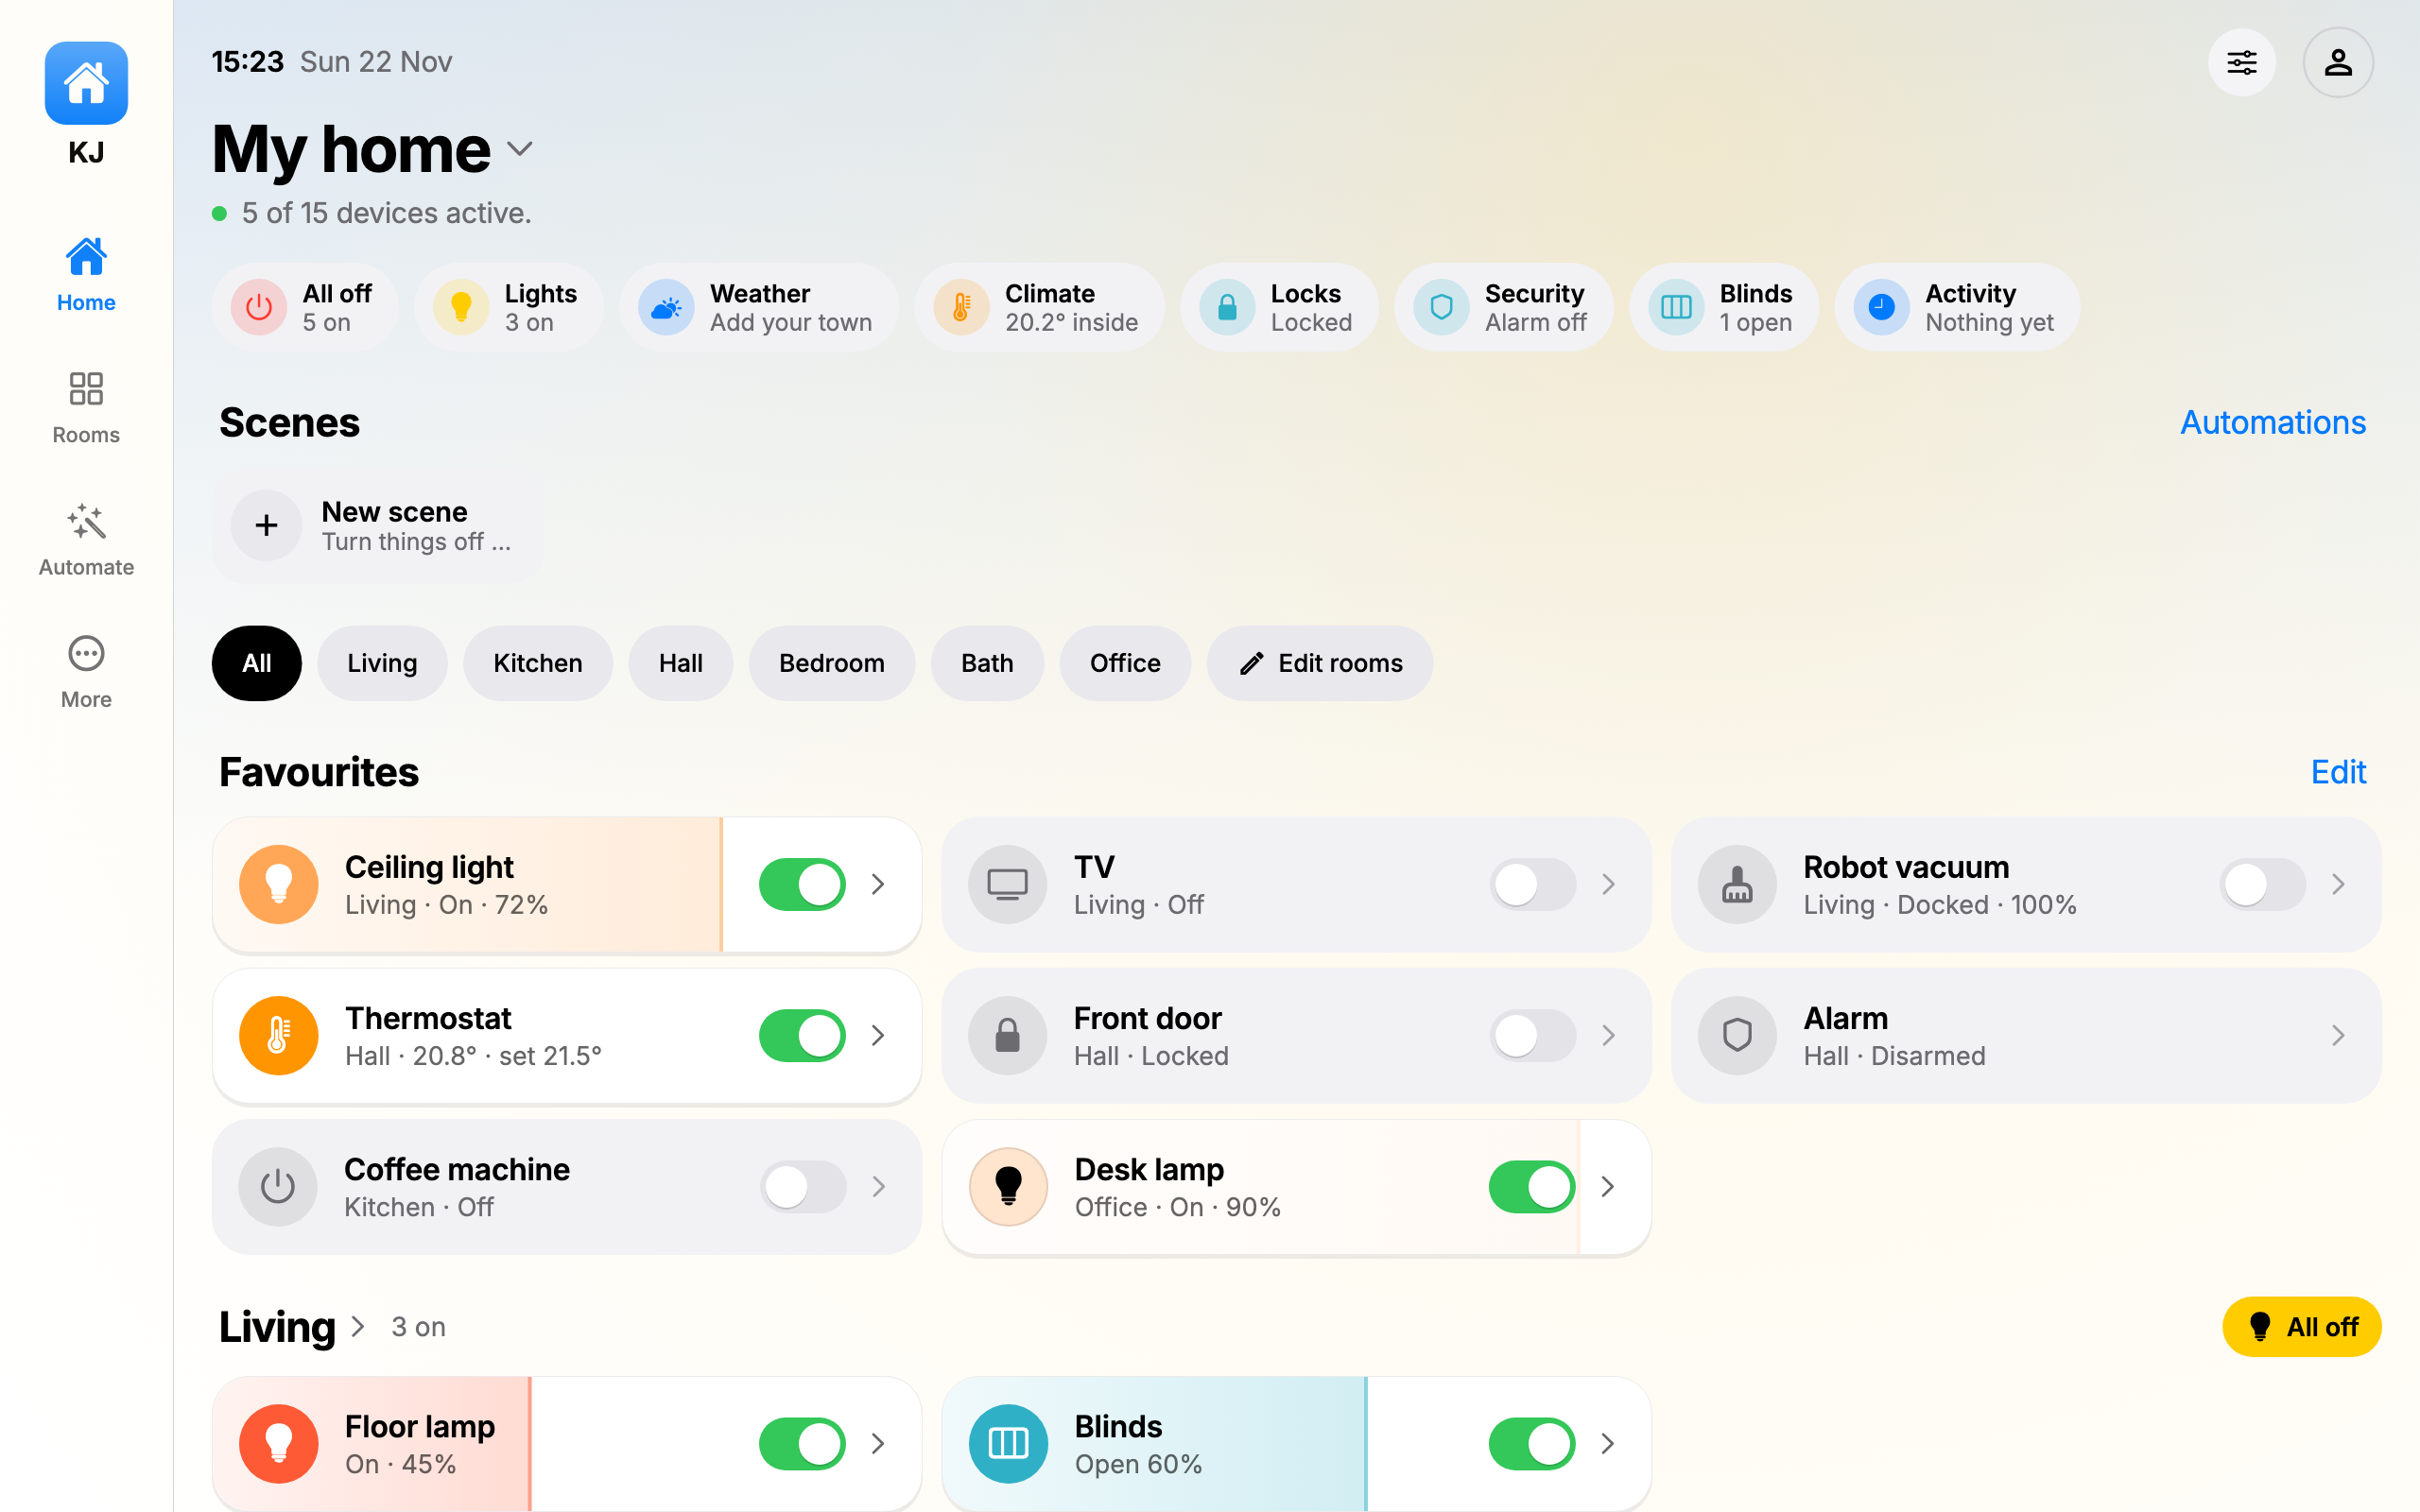 KJ
Home
Rooms
Automate
More
15:23 Sun 22 Nov
My home
5 of 15 devices active.
All off
5 on
Lights
3 on
Weather
Add your town
Climate
20.2° inside
Locks
Locked
Security
Alarm off
Blinds
1 open
Activity
Nothing yet
Scenes
Automations
New scene
Turn things off ...
All
Living
Kitchen
Hall
Bedroom
Bath
Office
Edit rooms
Favourites
Edit
Ceiling light
Living · On · 72%
TV
Living · Off
Robot vacuum
Living · Docked · 100%
Thermostat
Hall · 20.8° · set 21.5°
Front door
Hall · Locked
Alarm
Hall · Disarmed
Coffee machine
Kitchen · Off
Desk lamp
Office · On · 90%
Living
3 on
All off
Floor lamp
On · 45%
Blinds
Open 60%